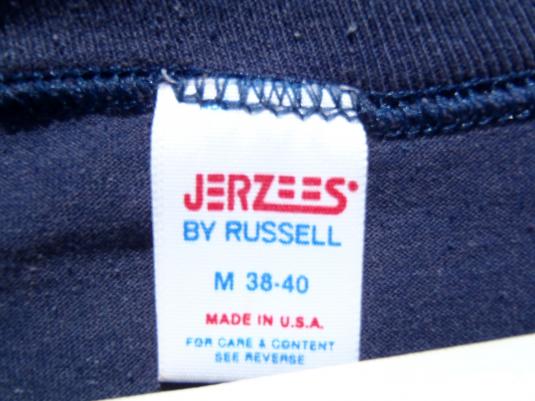 JERZEES
BY RUSSELL
M 38-40
MADE IN U.S.A.
FOR CARE & CONTENT
SEE REVERSE